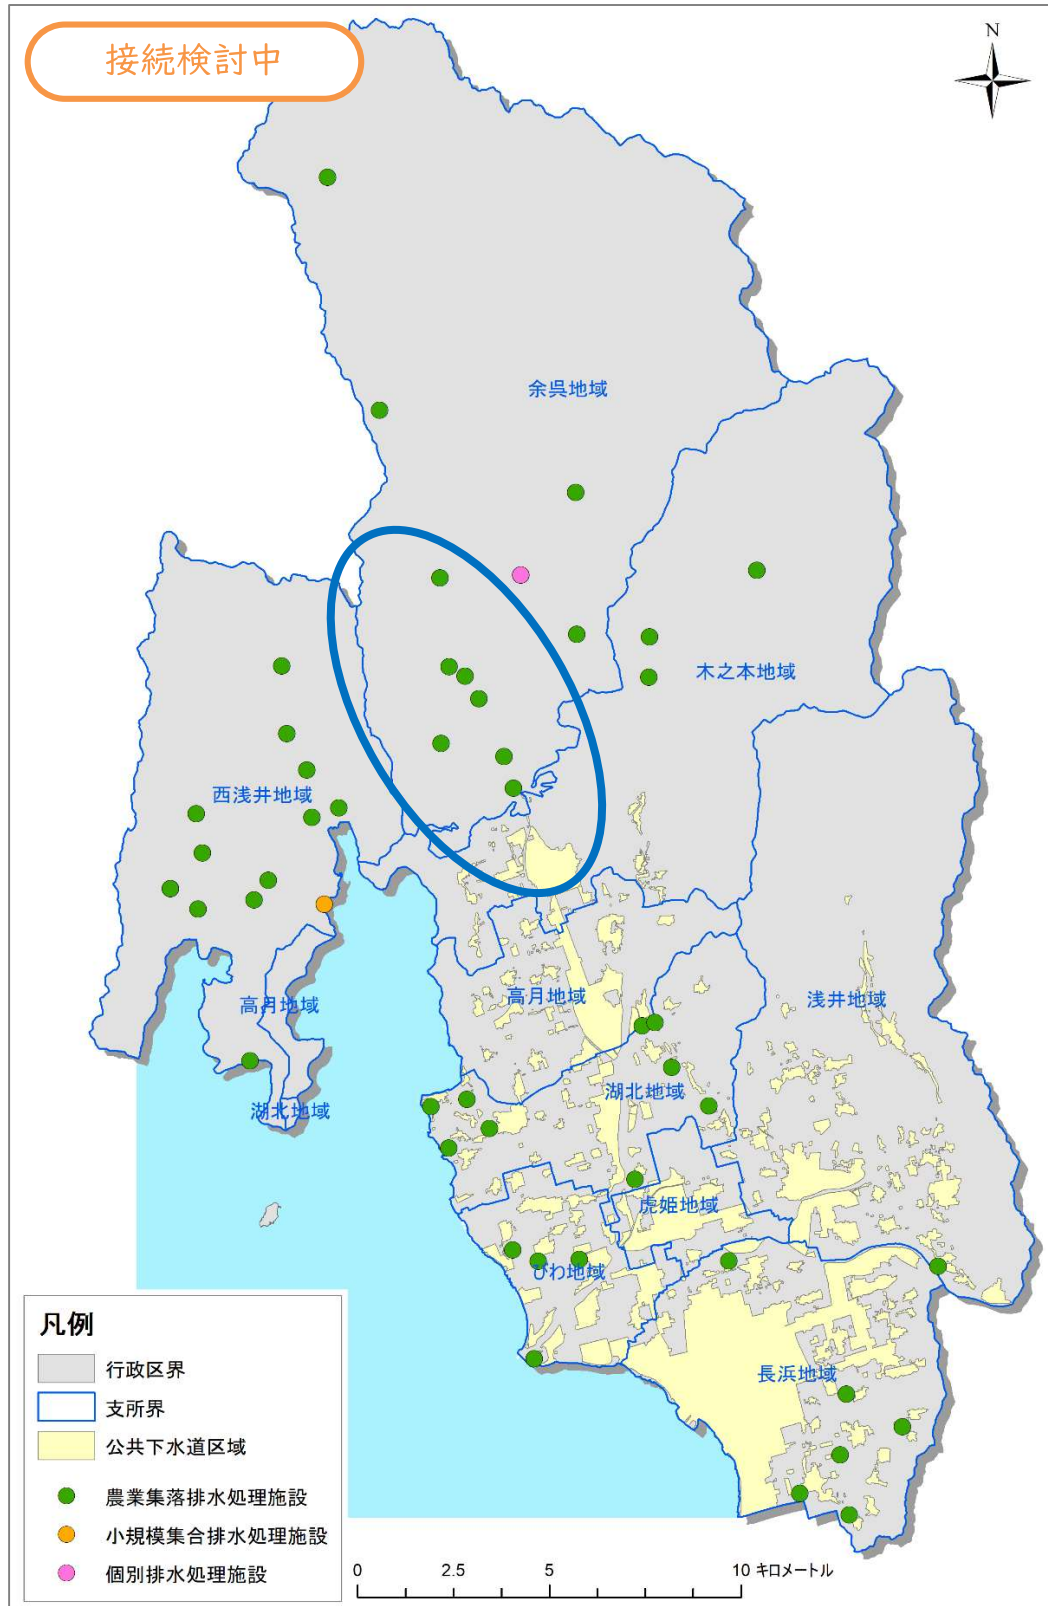 接続検討中
N
余呉地域
木之本地域
西浅井地域
高月地域
高月地域
浅井地域
湖北地域
湖北地域
虎姫地域
びわ地域
長浜地域
凡例
行政区界
支所界
公共下水道区域
農業集落排水処理施設
小規模集合排水処理施設
個別排水処理施設
0 2.5 5 10 キロメートル